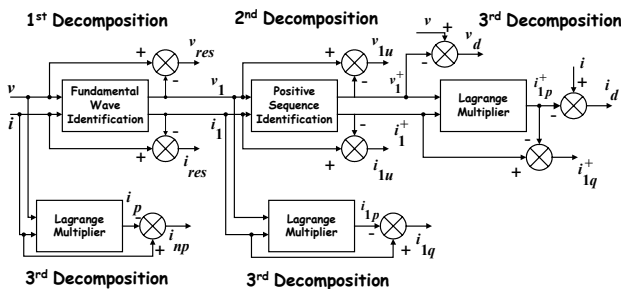 1st Decomposition
2nd Decomposition
3rd Decomposition
v
+
v_res
-
+
v_1u
-
v
+
v_d
-
v
i
Fundamental
Wave
Identification
v_1
i_1
Positive
Sequence
Identification
v_1^+
i_1^+
Lagrange
Multiplier
i_1p^+
i
+
-
i_d
-
+
i_res
-
+
i_1u
-
+
i_1q^+
Lagrange
Multiplier
i_p
-
+
i_np
Lagrange
Multiplier
i_1p
-
+
i_1q
3rd Decomposition
3rd Decomposition